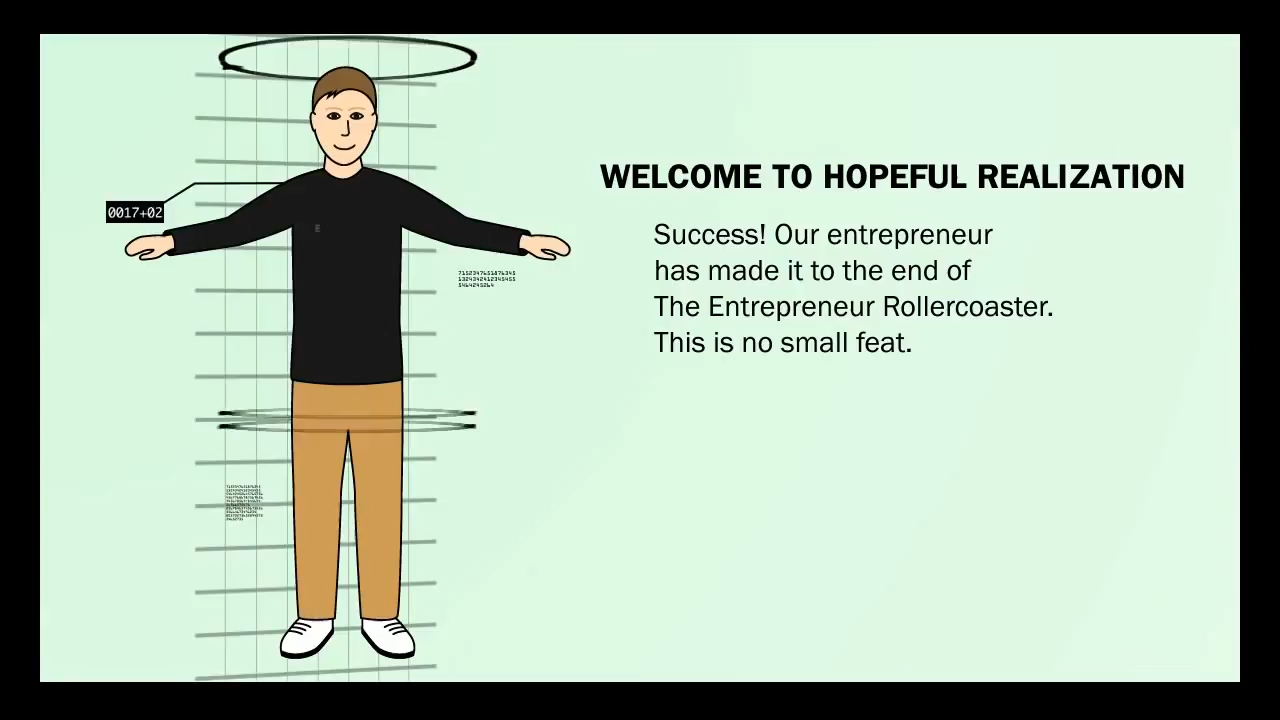 WELCOME TO HOPEFUL REALIZATION
Success! Our entrepreneur
has made it to the end of
The Entrepreneur Rollercoaster.
This is no small feat.
0017+02
E